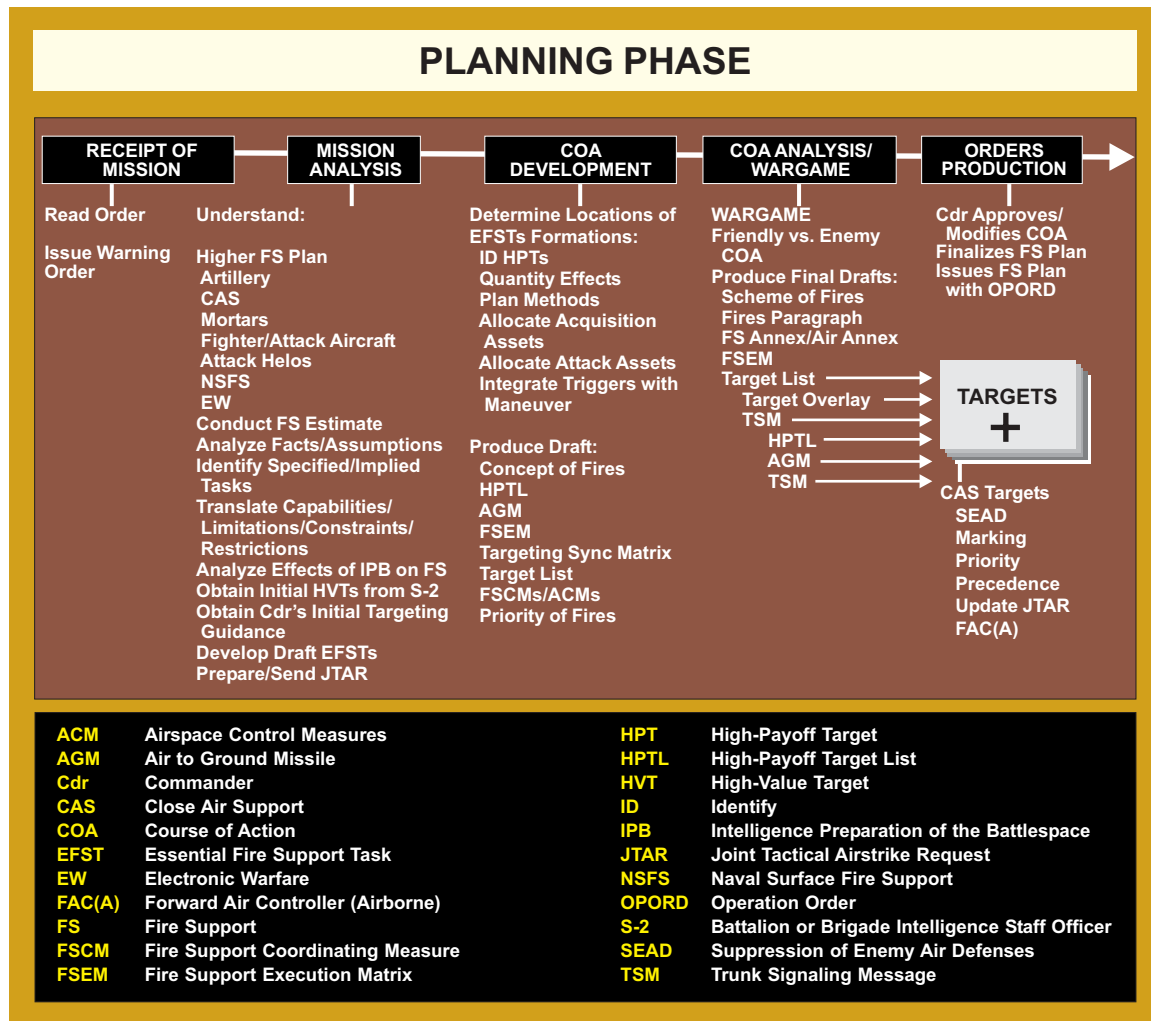 PLANNING PHASE
RECEIPT OF
MISSION
Read Order
Issue Warning
Order
MISSION
ANALYSIS
Understand:
Higher FS Plan
Artillery
CAS
Mortars
Fighter/Attack Aircraft
Attack Helos
NSFS
EW
Conduct FS Estimate
Analyze Facts/Assumptions
Identify Specified/Implied
Tasks
Translate Capabilities/
Limitations/Constraints/
Restrictions
Analyze Effects of IPB on FS
Obtain Initial HVTs from S-2
Obtain Cdr's Initial Targeting
Guidance
Develop Draft EFSTs
Prepare/Send JTAR
COA
DEVELOPMENT
Determine Locations of
EFSTs Formations:
ID HPTs
Quantity Effects
Plan Methods
Allocate Acquisition
Assets
Allocate Attack Assets
Integrate Triggers with
Maneuver
Produce Draft:
Concept of Fires
HPTL
AGM
FSEM
Targeting Sync Matrix
Target List
FSCMs/ACMs
Priority of Fires
COA ANALYSIS/
WARGAME
WARGAME
Friendly vs. Enemy
COA
Produce Final Drafts:
Scheme of Fires
Fires Paragraph
FS Annex/Air Annex
FSEM
Target List
Target Overlay
TSM
HPTL
AGM
TSM
ORDERS
PRODUCTION
Cdr Approves/
Modifies COA
Finalizes FS Plan
Issues FS Plan
with OPORD
TARGETS
+
CAS Targets
SEAD
Marking
Priority
Precedence
Update JTAR
FAC(A)
ACM Airspace Control Measures
AGM Air to Ground Missile
Cdr Commander
CAS Close Air Support
COA Course of Action
EFST Essential Fire Support Task
EW Electronic Warfare
FAC(A) Forward Air Controller (Airborne)
FS Fire Support
FSCM Fire Support Coordinating Measure
FSEM Fire Support Execution Matrix
HPT High-Payoff Target
HPTL High-Payoff Target List
HVT High-Value Target
ID Identify
IPB Intelligence Preparation of the Battlespace
JTAR Joint Tactical Airstrike Request
NSFS Naval Surface Fire Support
OPORD Operation Order
S-2 Battalion or Brigade Intelligence Staff Officer
SEAD Suppression of Enemy Air Defenses
TSM Trunk Signaling Message